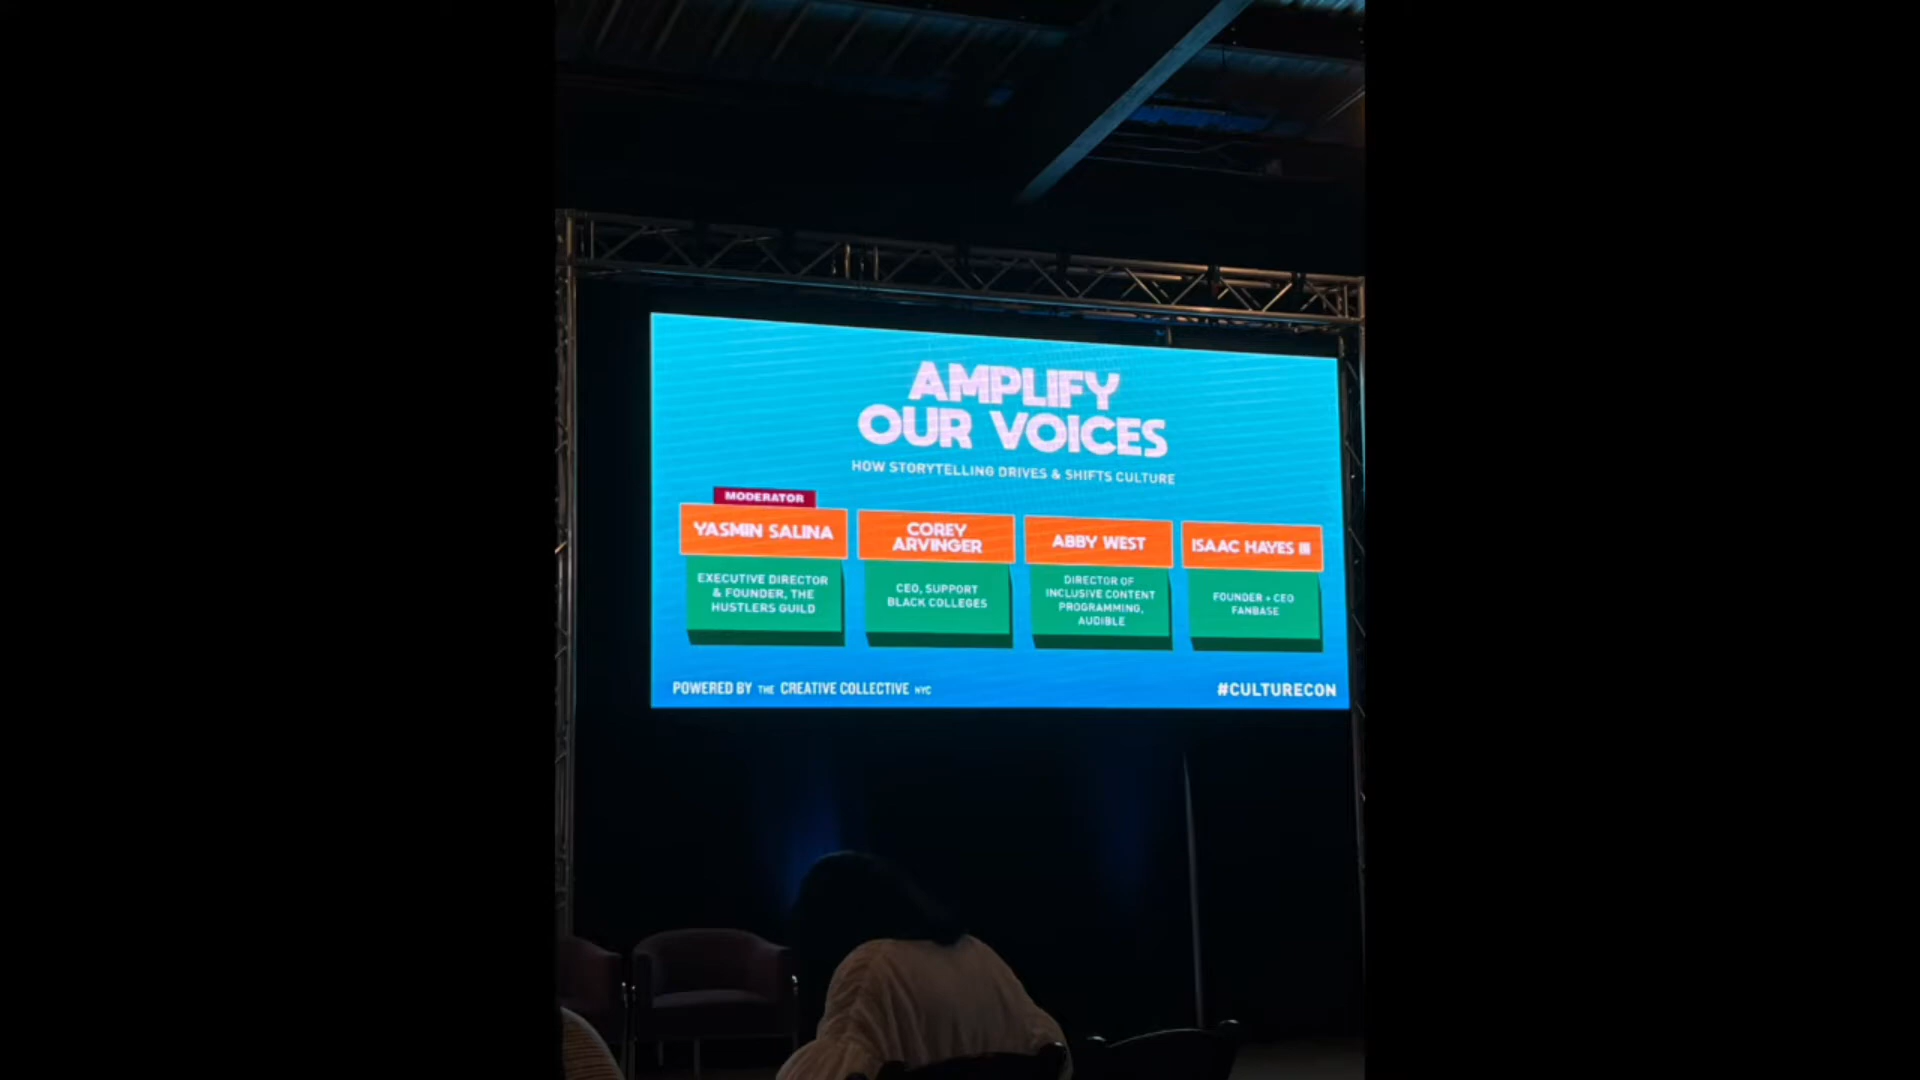 AMPLIFY
OUR VOICES
HOW STORYTELLING DRIVES & SHIFTS CULTURE
MODERATOR
YASMIN SALINA
EXECUTIVE DIRECTOR
& FOUNDER, THE
HUSTLERS GUILD
COREY
ARVINGER
CEO, SUPPORT
BLACK COLLEGES
ABBY WEST
DIRECTOR OF
INCLUSIVE CONTENT
PROGRAMMING,
AUDIBLE
ISAAC HAYES III
FOUNDER + CEO
FANBASE
POWERED BY THE CREATIVE COLLECTIVE NYC
#CULTURECON